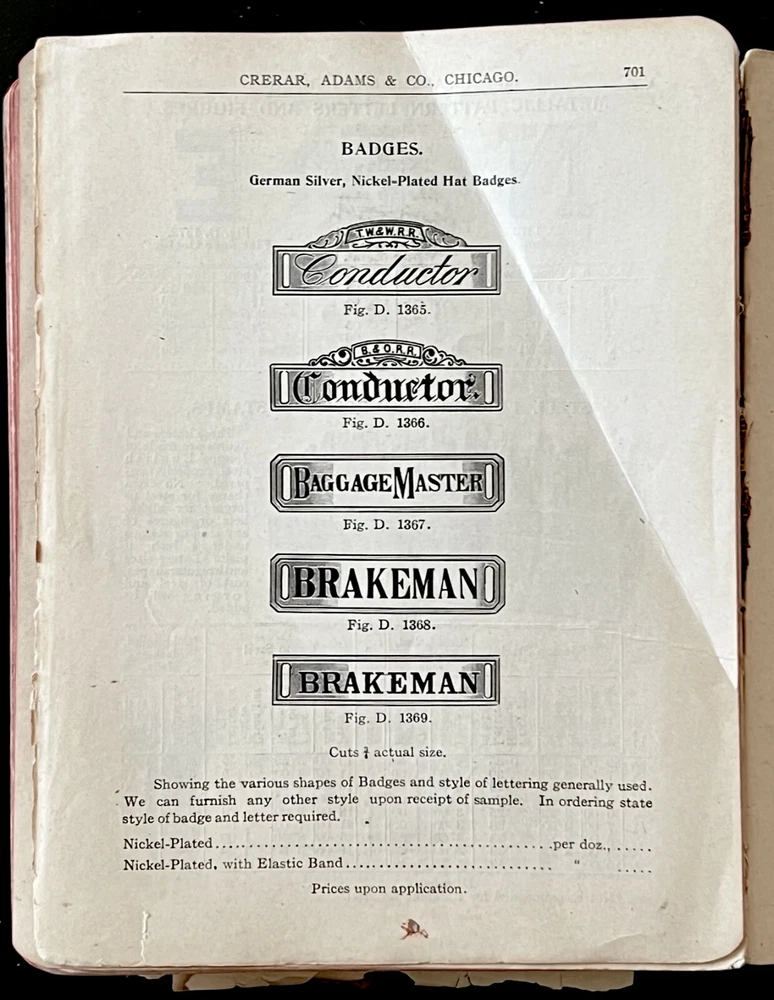 CRERAR, ADAMS & CO., CHICAGO. 701
BADGES.
German Silver, Nickel-Plated Hat Badges.
T.W.&W.R.R.
Conductor
Fig. D. 1365.
B.& O.R.R.
Conductor.
Fig. D. 1366.
BAGGAGE MASTER
Fig. D. 1367.
BRAKEMAN
Fig. D. 1368.
BRAKEMAN
Fig. D. 1369.
Cuts ¾ actual size.
Showing the various shapes of Badges and style of lettering generally used.
We can furnish any other style upon receipt of sample. In ordering state
style of badge and letter required.
Nickel-Plated............................................per doz., .....
Nickel-Plated, with Elastic Band........................... " .....
Prices upon application.